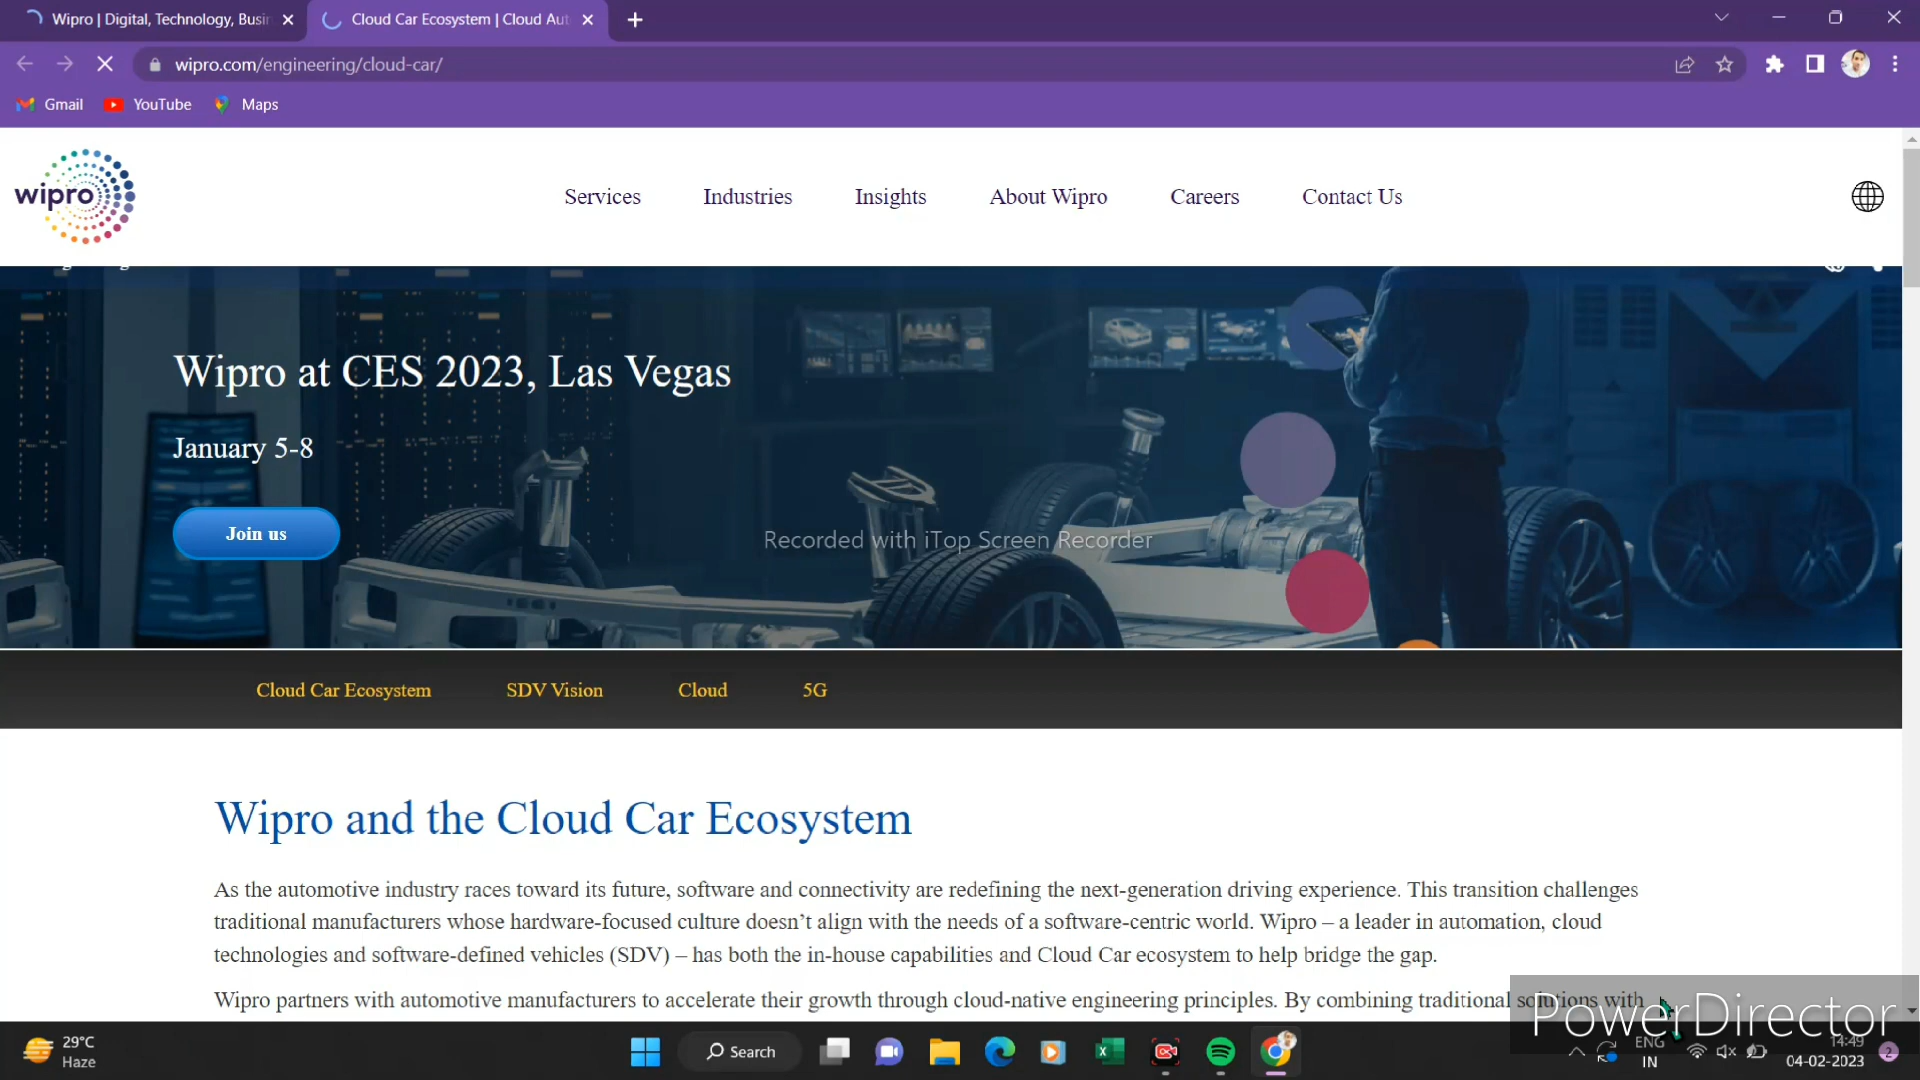 Wipro | Digital, Technology, Busi
Cloud Car Ecosystem | Cloud Aut
wipro.com/engineering/cloud-car/
Gmail
YouTube
Maps
wipro
Services
Industries
Insights
About Wipro
Careers
Contact Us
Wipro at CES 2023, Las Vegas
January 5-8
Join us
Recorded with iTop Screen Recorder
Cloud Car Ecosystem
SDV Vision
Cloud
5G
Wipro and the Cloud Car Ecosystem
As the automotive industry races toward its future, software and connectivity are redefining the next-generation driving experience. This transition challenges
traditional manufacturers whose hardware-focused culture doesn’t align with the needs of a software-centric world. Wipro – a leader in automation, cloud
technologies and software-defined vehicles (SDV) – has both the in-house capabilities and Cloud Car ecosystem to help bridge the gap.
Wipro partners with automotive manufacturers to accelerate their growth through cloud-native engineering principles. By combining traditional solutions with
PowerDirector
29°C
Haze
Search
ENG
IN
14:49
04-02-2023
2